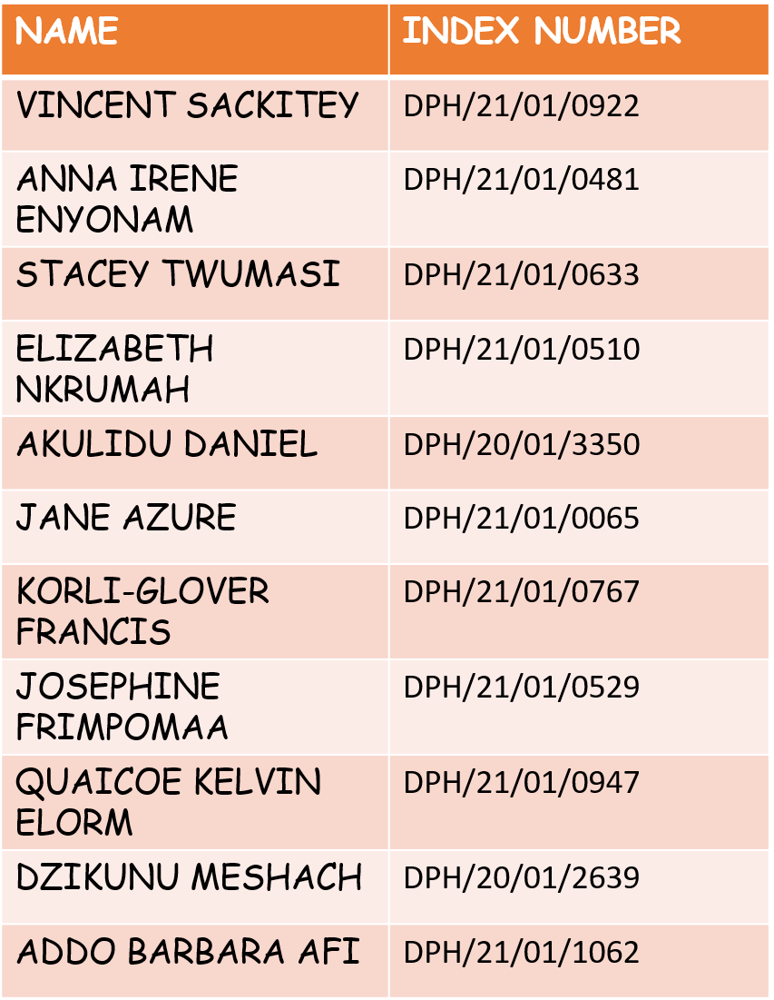 NAME INDEX NUMBER
VINCENT SACKITEY DPH/21/01/0922
ANNA IRENE DPH/21/01/0481
ENYONAM
STACEY TWUMASI DPH/21/01/0633
ELIZABETH DPH/21/01/0510
NKRUMAH
AKULIDU DANIEL DPH/20/01/3350
JANE AZURE DPH/21/01/0065
KORLI-GLOVER DPH/21/01/0767
FRANCIS
JOSEPHINE DPH/21/01/0529
FRIMPOMAA
QUAICOE KELVIN DPH/21/01/0947
ELORM
DZIKUNU MESHACH DPH/20/01/2639
ADDO BARBARA AFI DPH/21/01/1062